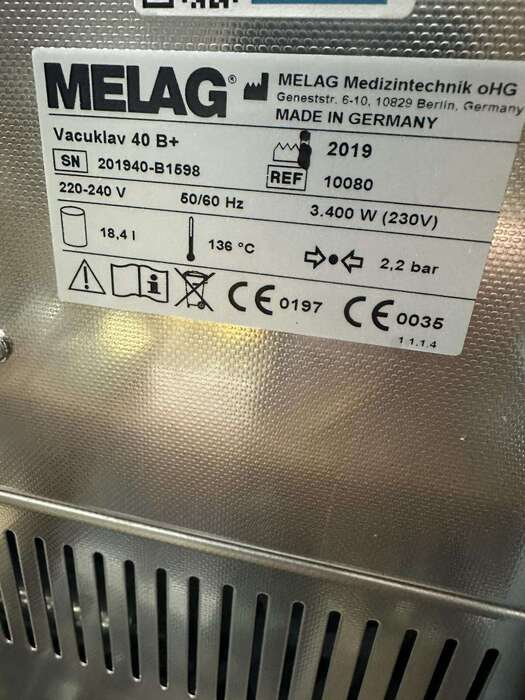 MELAG®
MELAG Medizintechnik oHG
Geneststr. 6-10, 10829 Berlin, Germany
MADE IN GERMANY
Vacuklav 40 B+
2019
SN 201940-B1598
REF 10080
220-240 V 50/60 Hz 3.400 W (230V)
18,4 l 136 °C 2,2 bar
CE 0197 CE 0035
1 1.1.4